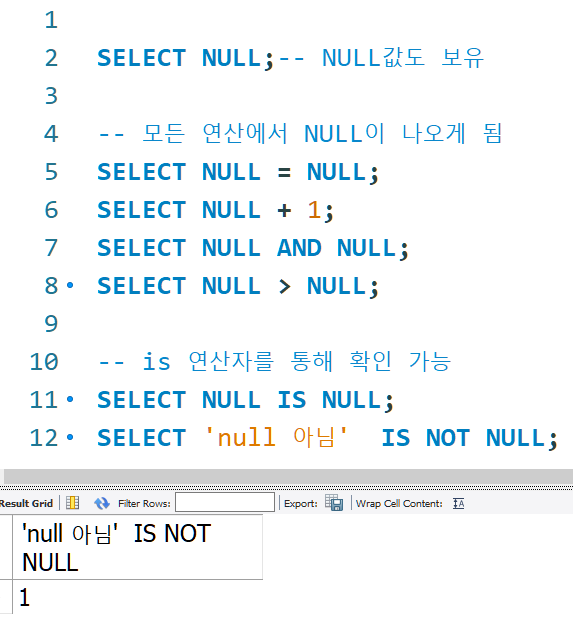 1
2 SELECT NULL;-- NULL값도 보유
3
4 -- 모든 연산에서 NULL이 나오게 됨
5 SELECT NULL = NULL;
6 SELECT NULL + 1;
7 SELECT NULL AND NULL;
8 SELECT NULL > NULL;
9
10 -- is 연산자를 통해 확인 가능
11 SELECT NULL IS NULL;
12 SELECT 'null 아님'  IS NOT NULL;
Result Grid Filter Rows: Export: Wrap Cell Content: IA
'null 아님'  IS NOT
NULL
1